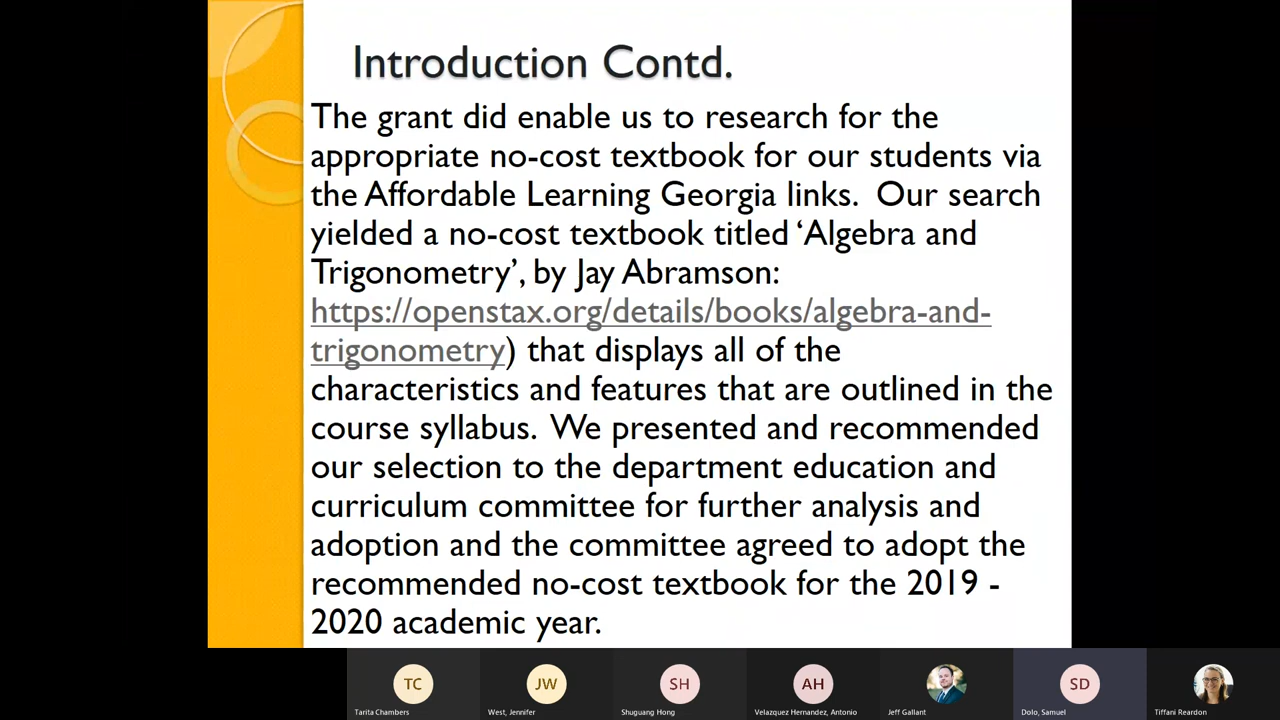 Introduction Contd.
The grant did enable us to research for the
appropriate no-cost textbook for our students via
the Affordable Learning Georgia links.  Our search
yielded a no-cost textbook titled ‘Algebra and
Trigonometry’, by Jay Abramson:
https://openstax.org/details/books/algebra-and-
trigonometry) that displays all of the
characteristics and features that are outlined in the
course syllabus.  We presented and recommended
our selection to the department education and
curriculum committee for further analysis and
adoption and the committee agreed to adopt the
recommended no-cost textbook for the 2019 -
2020 academic year.
TC JW SH AH SD
Tarita Chambers West, Jennifer Shuguang Hong Velazquez Hernandez, Antonio Jeff Gallant Dolo, Samuel Tiffani Reardon